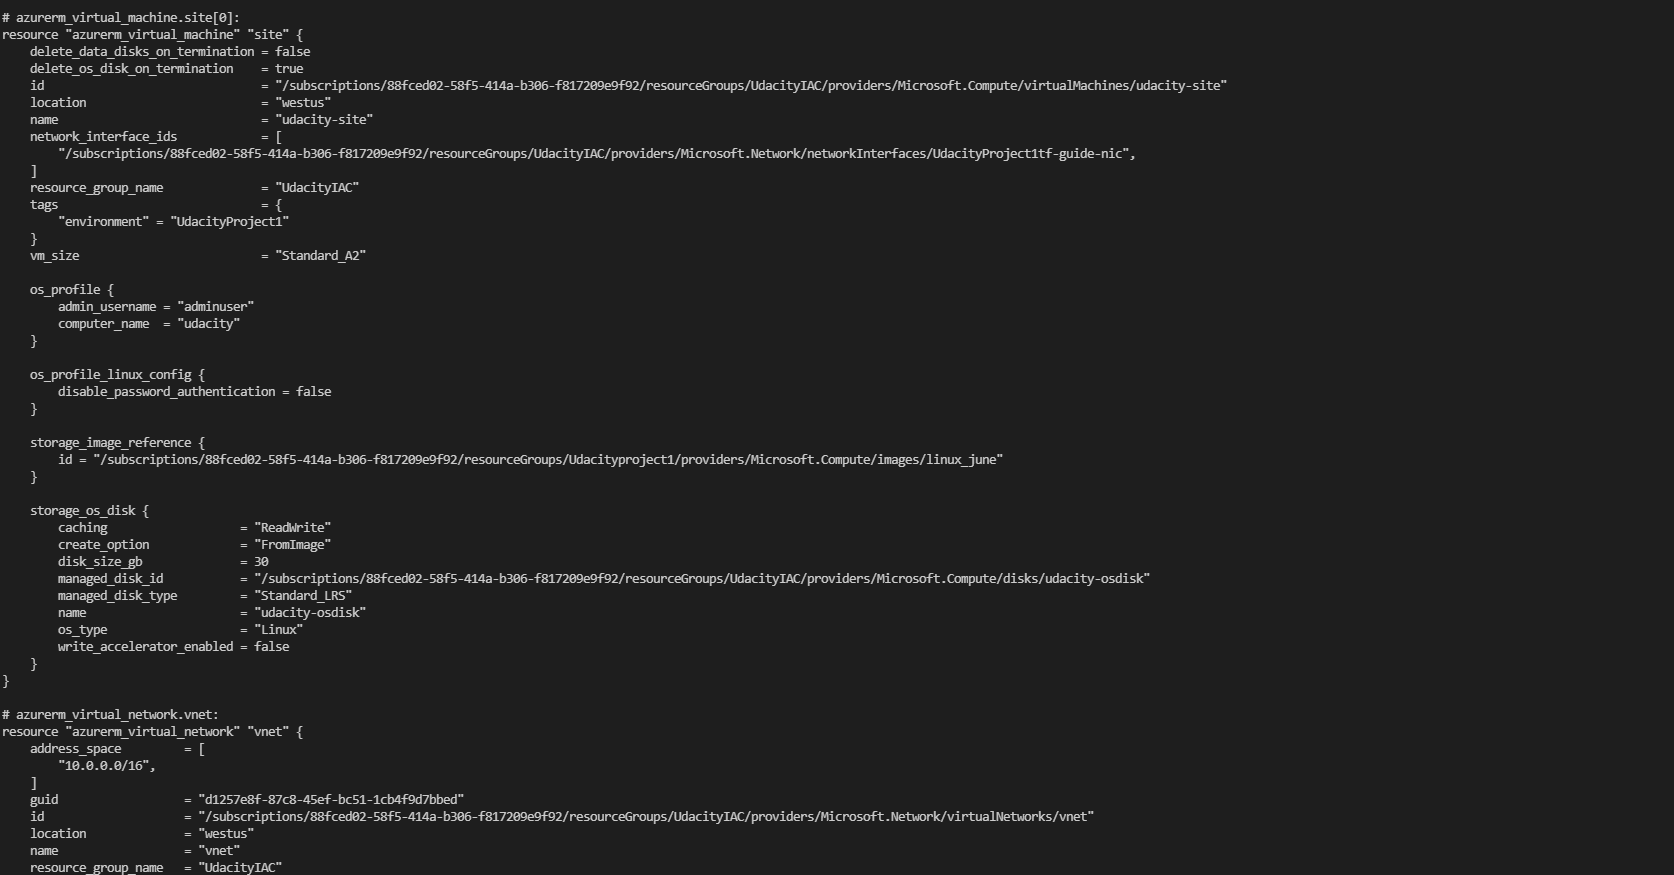 # azurerm_virtual_machine.site[0]:
resource "azurerm_virtual_machine" "site" {
    delete_data_disks_on_termination = false
    delete_os_disk_on_termination    = true
    id                               = "/subscriptions/88fced02-58f5-414a-b306-f817209e9f92/resourceGroups/UdacityIAC/providers/Microsoft.Compute/virtualMachines/udacity-site"
    location                         = "westus"
    name                             = "udacity-site"
    network_interface_ids            = [
        "/subscriptions/88fced02-58f5-414a-b306-f817209e9f92/resourceGroups/UdacityIAC/providers/Microsoft.Network/networkInterfaces/UdacityProject1tf-guide-nic",
    ]
    resource_group_name              = "UdacityIAC"
    tags                             = {
        "environment" = "UdacityProject1"
    }
    vm_size                          = "Standard_A2"

    os_profile {
        admin_username = "adminuser"
        computer_name  = "udacity"
    }

    os_profile_linux_config {
        disable_password_authentication = false
    }

    storage_image_reference {
        id = "/subscriptions/88fced02-58f5-414a-b306-f817209e9f92/resourceGroups/Udacityproject1/providers/Microsoft.Compute/images/linux_june"
    }

    storage_os_disk {
        caching                   = "ReadWrite"
        create_option             = "FromImage"
        disk_size_gb              = 30
        managed_disk_id           = "/subscriptions/88fced02-58f5-414a-b306-f817209e9f92/resourceGroups/UdacityIAC/providers/Microsoft.Compute/disks/udacity-osdisk"
        managed_disk_type         = "Standard_LRS"
        name                      = "udacity-osdisk"
        os_type                   = "Linux"
        write_accelerator_enabled = false
    }
}

# azurerm_virtual_network.vnet:
resource "azurerm_virtual_network" "vnet" {
    address_space         = [
        "10.0.0.0/16",
    ]
    guid                  = "d1257e8f-87c8-45ef-bc51-1cb4f9d7bbed"
    id                    = "/subscriptions/88fced02-58f5-414a-b306-f817209e9f92/resourceGroups/UdacityIAC/providers/Microsoft.Network/virtualNetworks/vnet"
    location              = "westus"
    name                  = "vnet"
    resource_group_name   = "UdacityIAC"